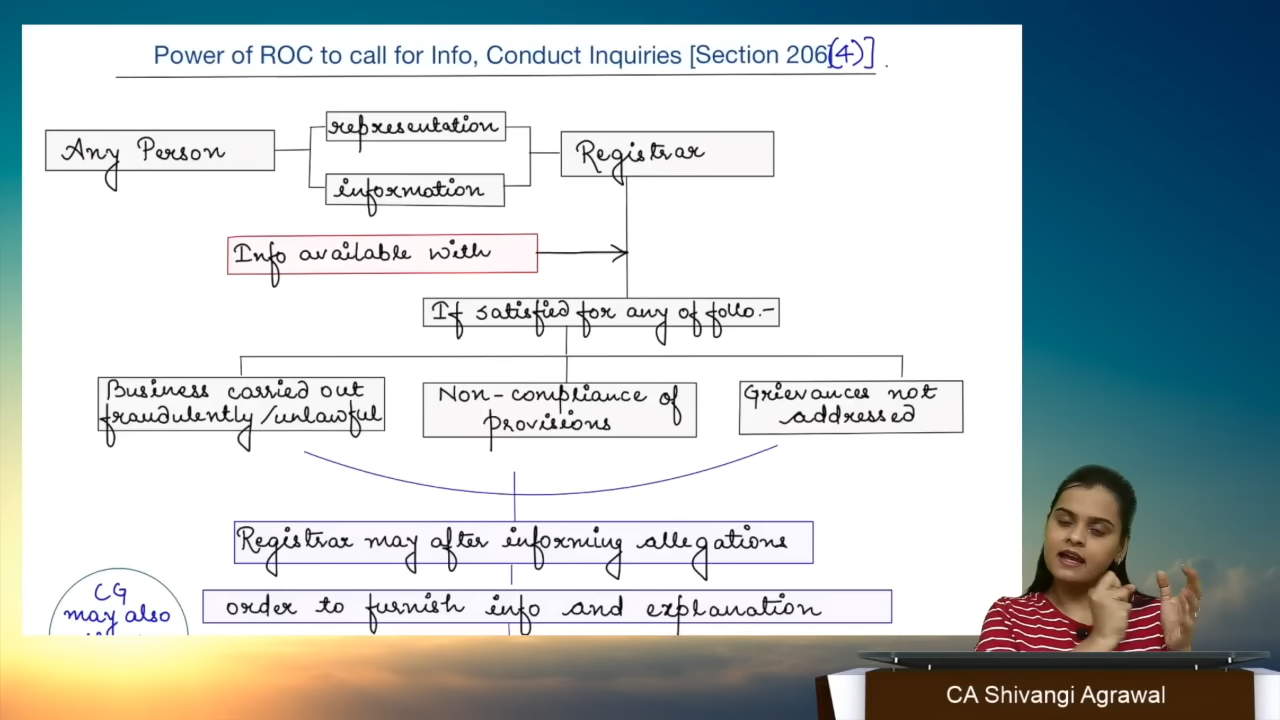 Power of ROC to call for Info, Conduct Inquiries [Section 206(4)].
representation
Any Person
Registrar
information
Info available with
If satisfied for any of follo.-
Business carried out
fraudulently/unlawful
Non-compliance of
provisions
Grievances not
addressed
Registrar may after informing allegations
CG
may also
order to furnish info and explanation
CA Shivangi Agrawal